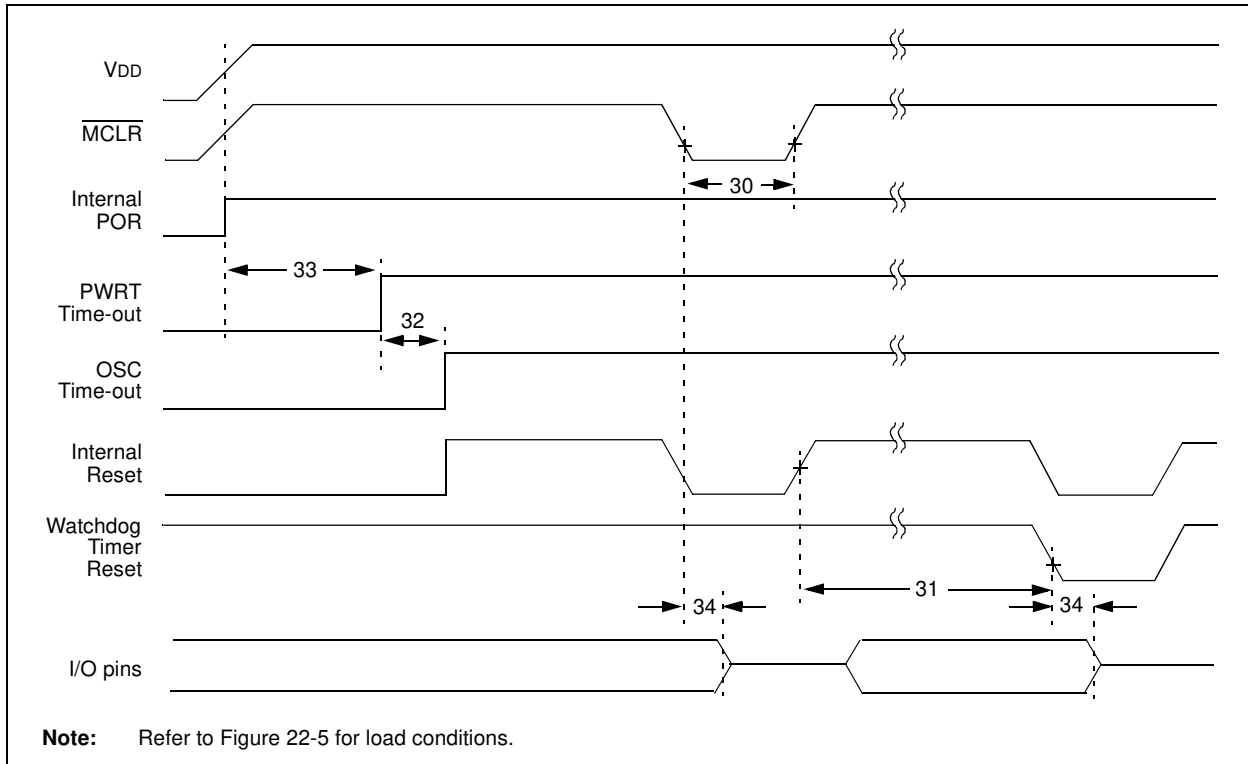 VDD
MCLR
30
Internal
POR
33
PWRT
Time-out
32
OSC
Time-out
Internal
Reset
Watchdog
Timer
Reset
31
34
34
I/O pins
Note: Refer to Figure 22-5 for load conditions.